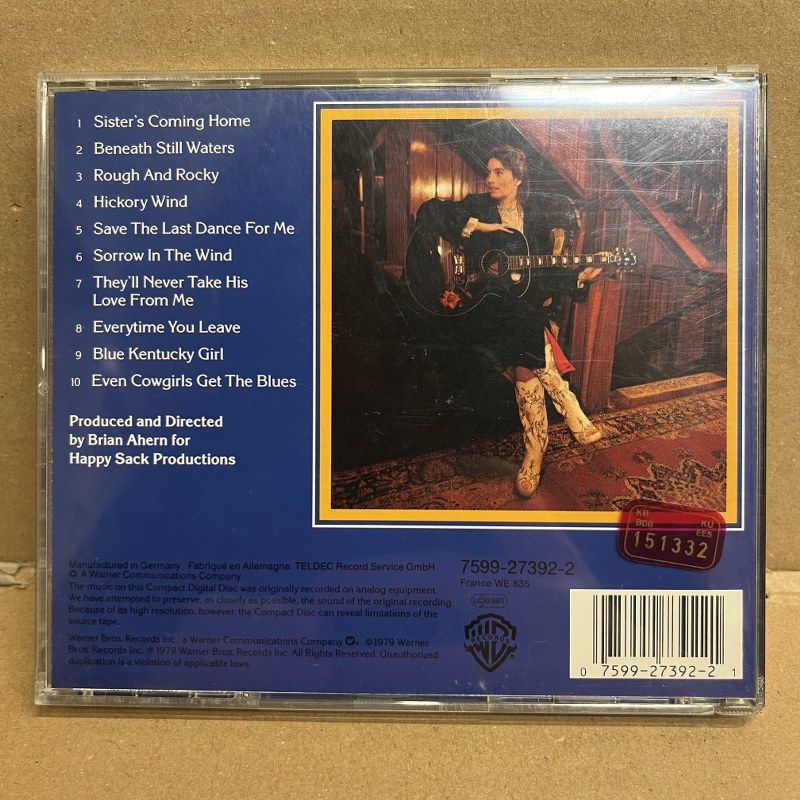 1 Sister's Coming Home
2 Beneath Still Waters
3 Rough And Rocky
4 Hickory Wind
5 Save The Last Dance For Me
6 Sorrow In The Wind
7 They'll Never Take His
Love From Me
8 Everytime You Leave
9 Blue Kentucky Girl
10 Even Cowgirls Get The Blues
Produced and Directed
by Brian Ahern for
Happy Sack Productions
KB KU
BDB EES
151332
Manufactured in Germany Fabriqué en Allemagne. TELDEC Record Service GmbH
A Warner Communications Company
The music on this Compact Digital Disc was originally recorded on analog equipment.
We have attempted to preserve, as closely as possible, the sound of the original recording.
Because of its high resolution, however, the Compact Disc can reveal limitations of the
source tape.
Warner Bros. Records Inc., a Warner Communications Company ©1979 Warner
Bros. Records Inc. ℗ 1979 Warner Bros. Records Inc. All Rights Reserved. Unauthorized
duplication is a violation of applicable laws.
7599-27392-2
France WE 835
LC 0392
RECORDS
WB
0 7599-27392-2 1